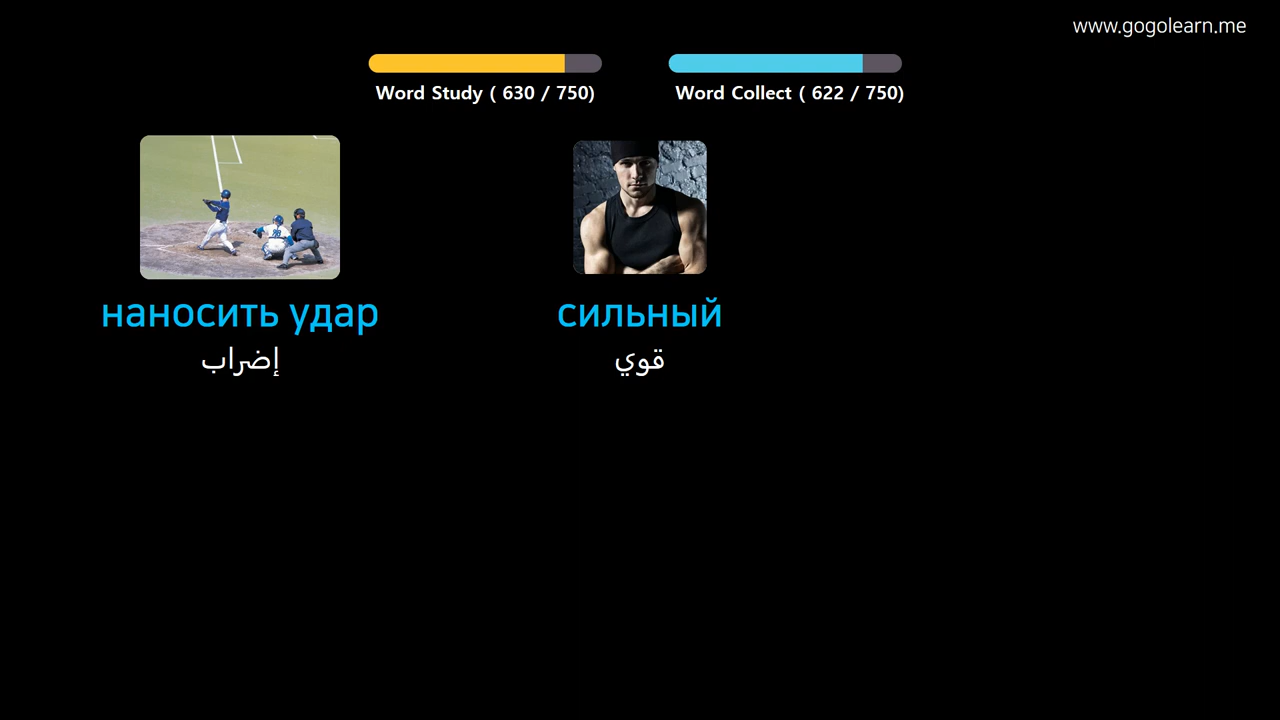 www.gogolearn.me
Word Study ( 630 / 750)
Word Collect ( 622 / 750)
наносить удар
сильный
إضراب
قوي